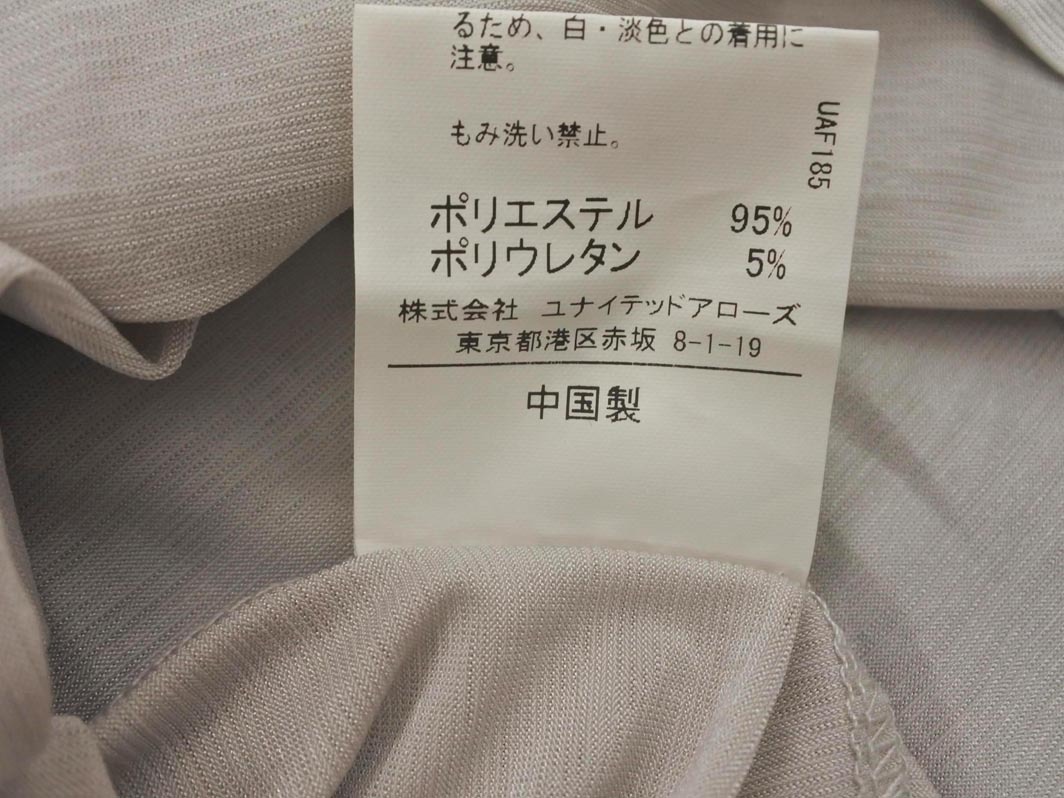 るため、白・淡色との着用に
注意。
もみ洗い禁止。
UAF185
ポリエステル 95%
ポリウレタン 5%
株式会社 ユナイテッドアローズ
東京都港区赤坂 8-1-19
中国製